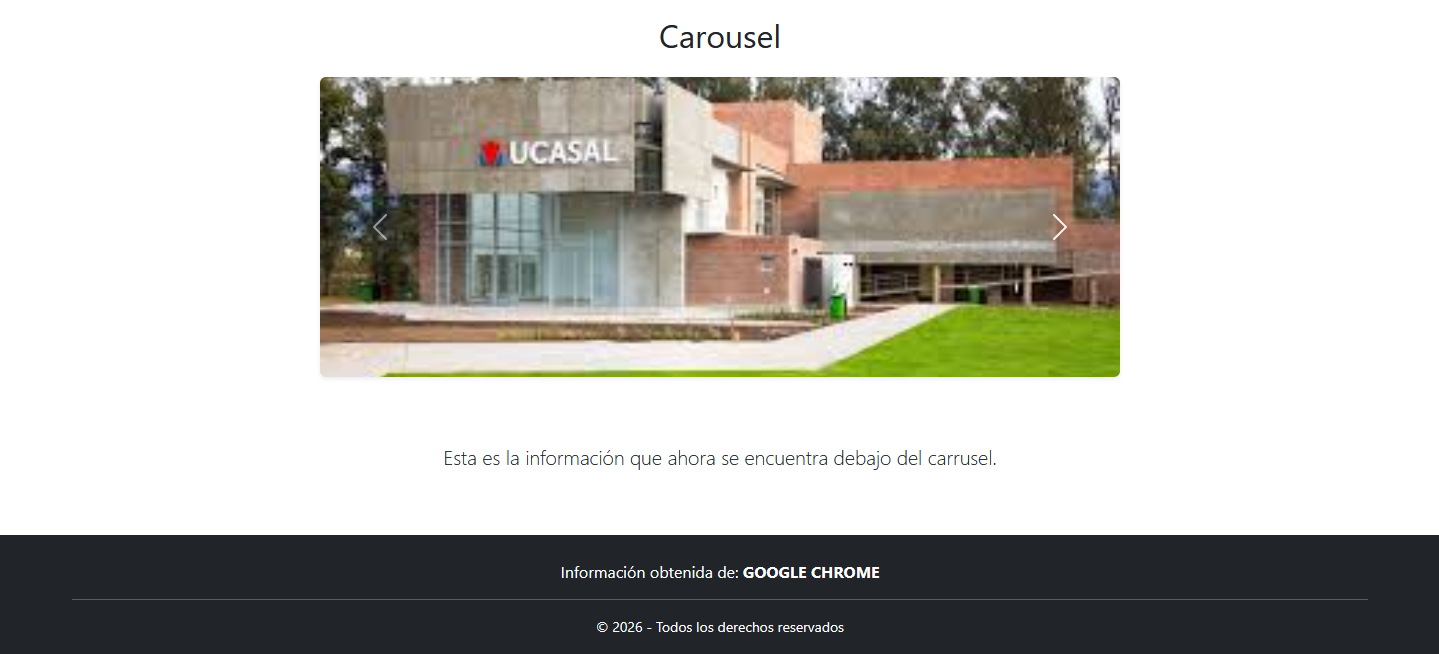 Carousel
UCASAL
Esta es la información que ahora se encuentra debajo del carrusel.
Información obtenida de: GOOGLE CHROME
© 2026 - Todos los derechos reservados